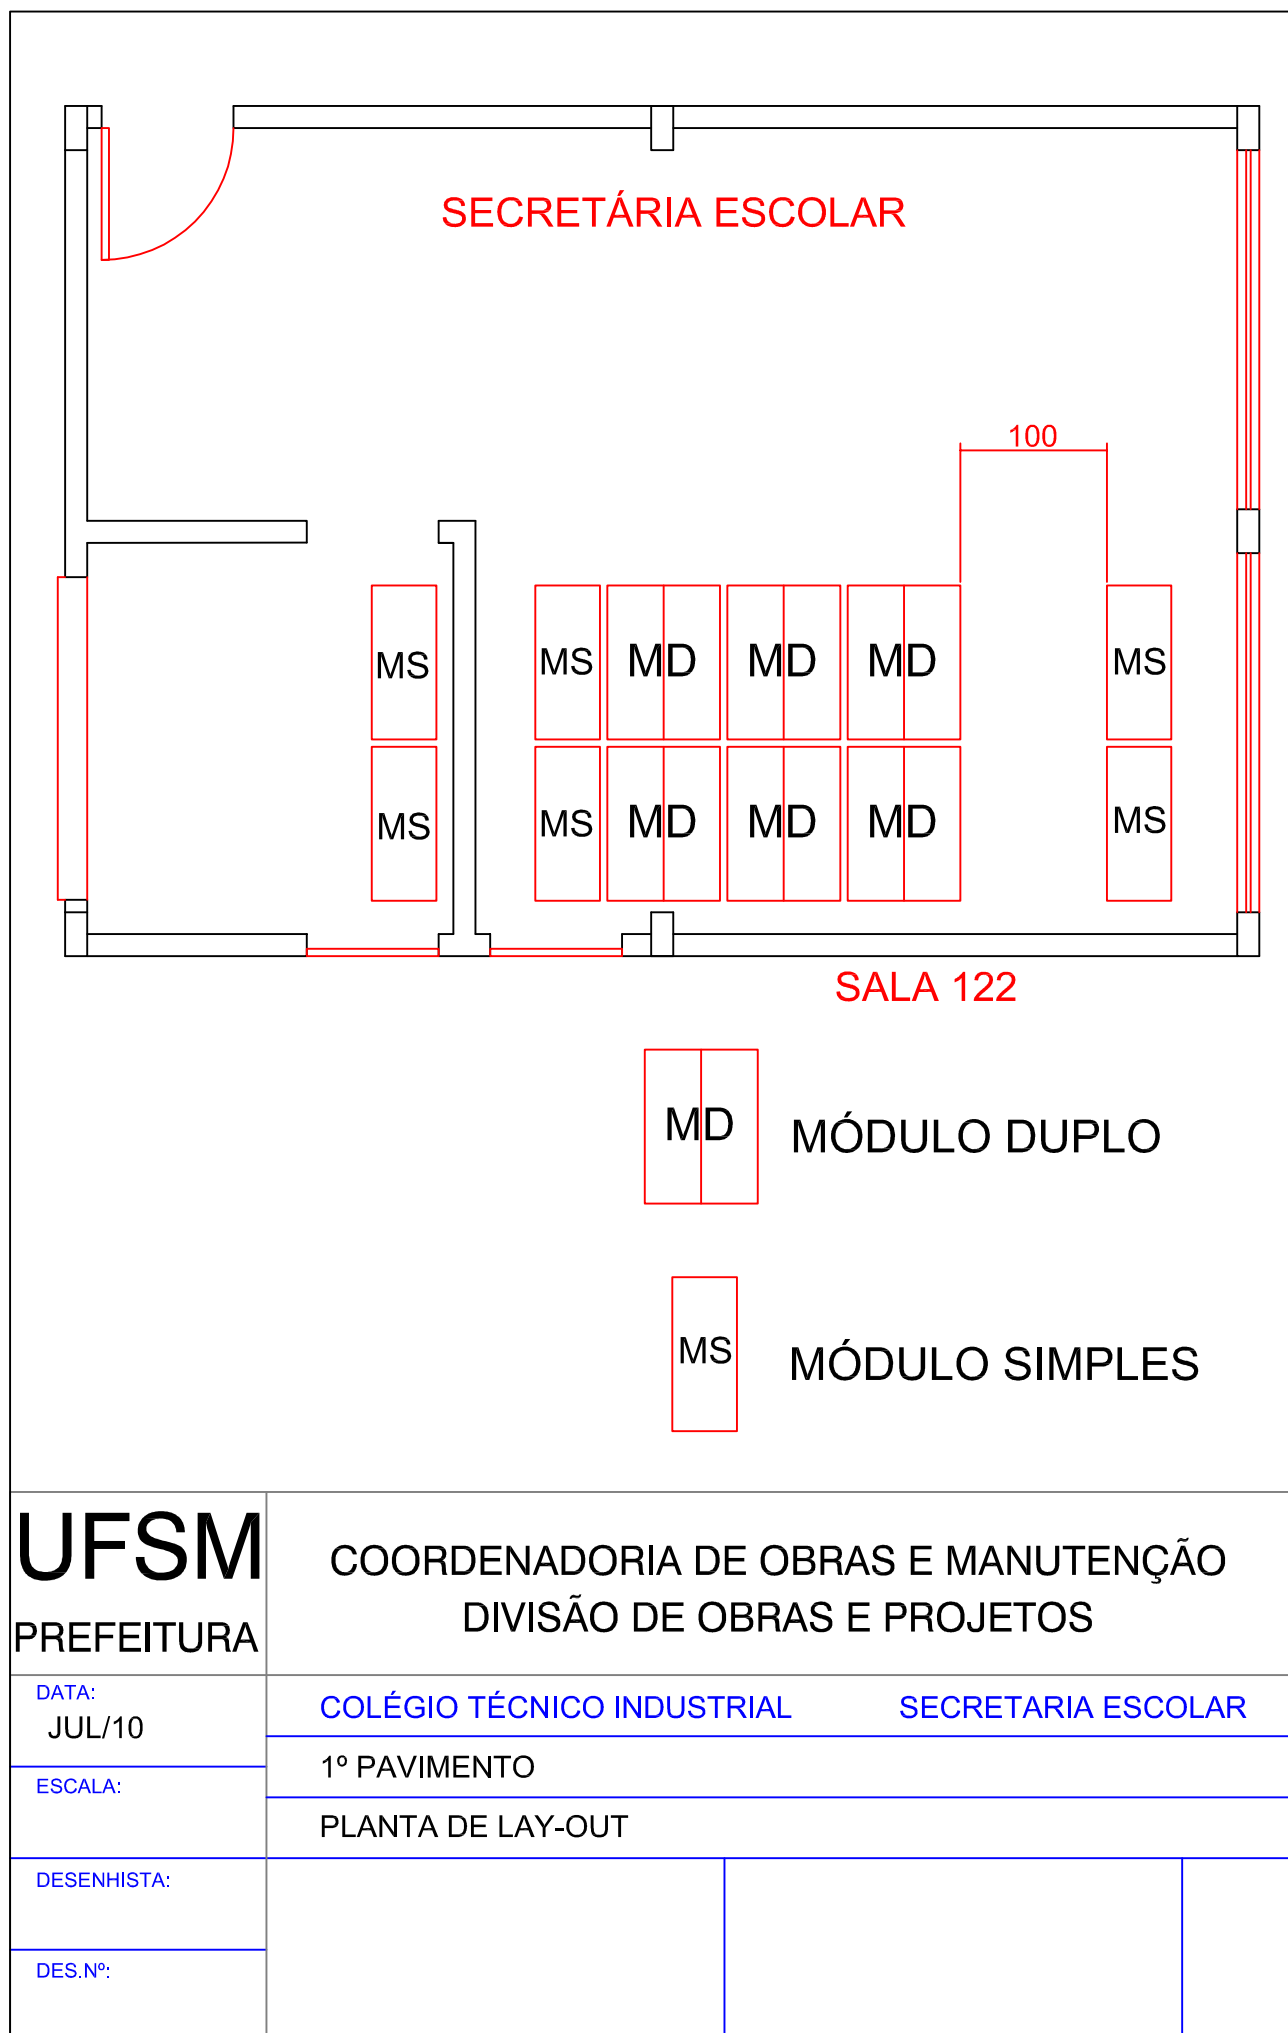 SECRETÁRIA ESCOLAR
100
MS MS MD MD MD MS
MS MS MD MD MD MS
SALA 122
MD MÓDULO DUPLO
MS MÓDULO SIMPLES
UFSM
PREFEITURA
COORDENADORIA DE OBRAS E MANUTENÇÃO
DIVISÃO DE OBRAS E PROJETOS
DATA:
JUL/10
COLÉGIO TÉCNICO INDUSTRIAL SECRETARIA ESCOLAR
1º PAVIMENTO
ESCALA:
PLANTA DE LAY-OUT
DESENHISTA:
DES.Nº: